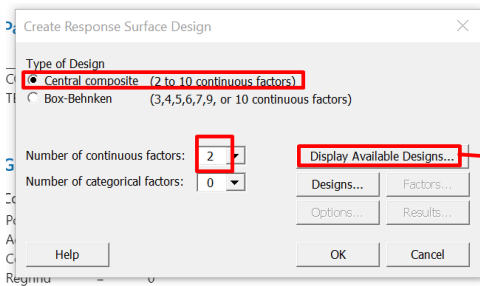 Create Response Surface Design
Type of Design
Central composite (2 to 10 continuous factors)
Box-Behnken (3,4,5,6,7,9, or 10 continuous factors)
Number of continuous factors: 2 Display Available Designs...
Number of categorical factors: 0 Designs... Factors...
Options... Results...
Help OK Cancel
= 0